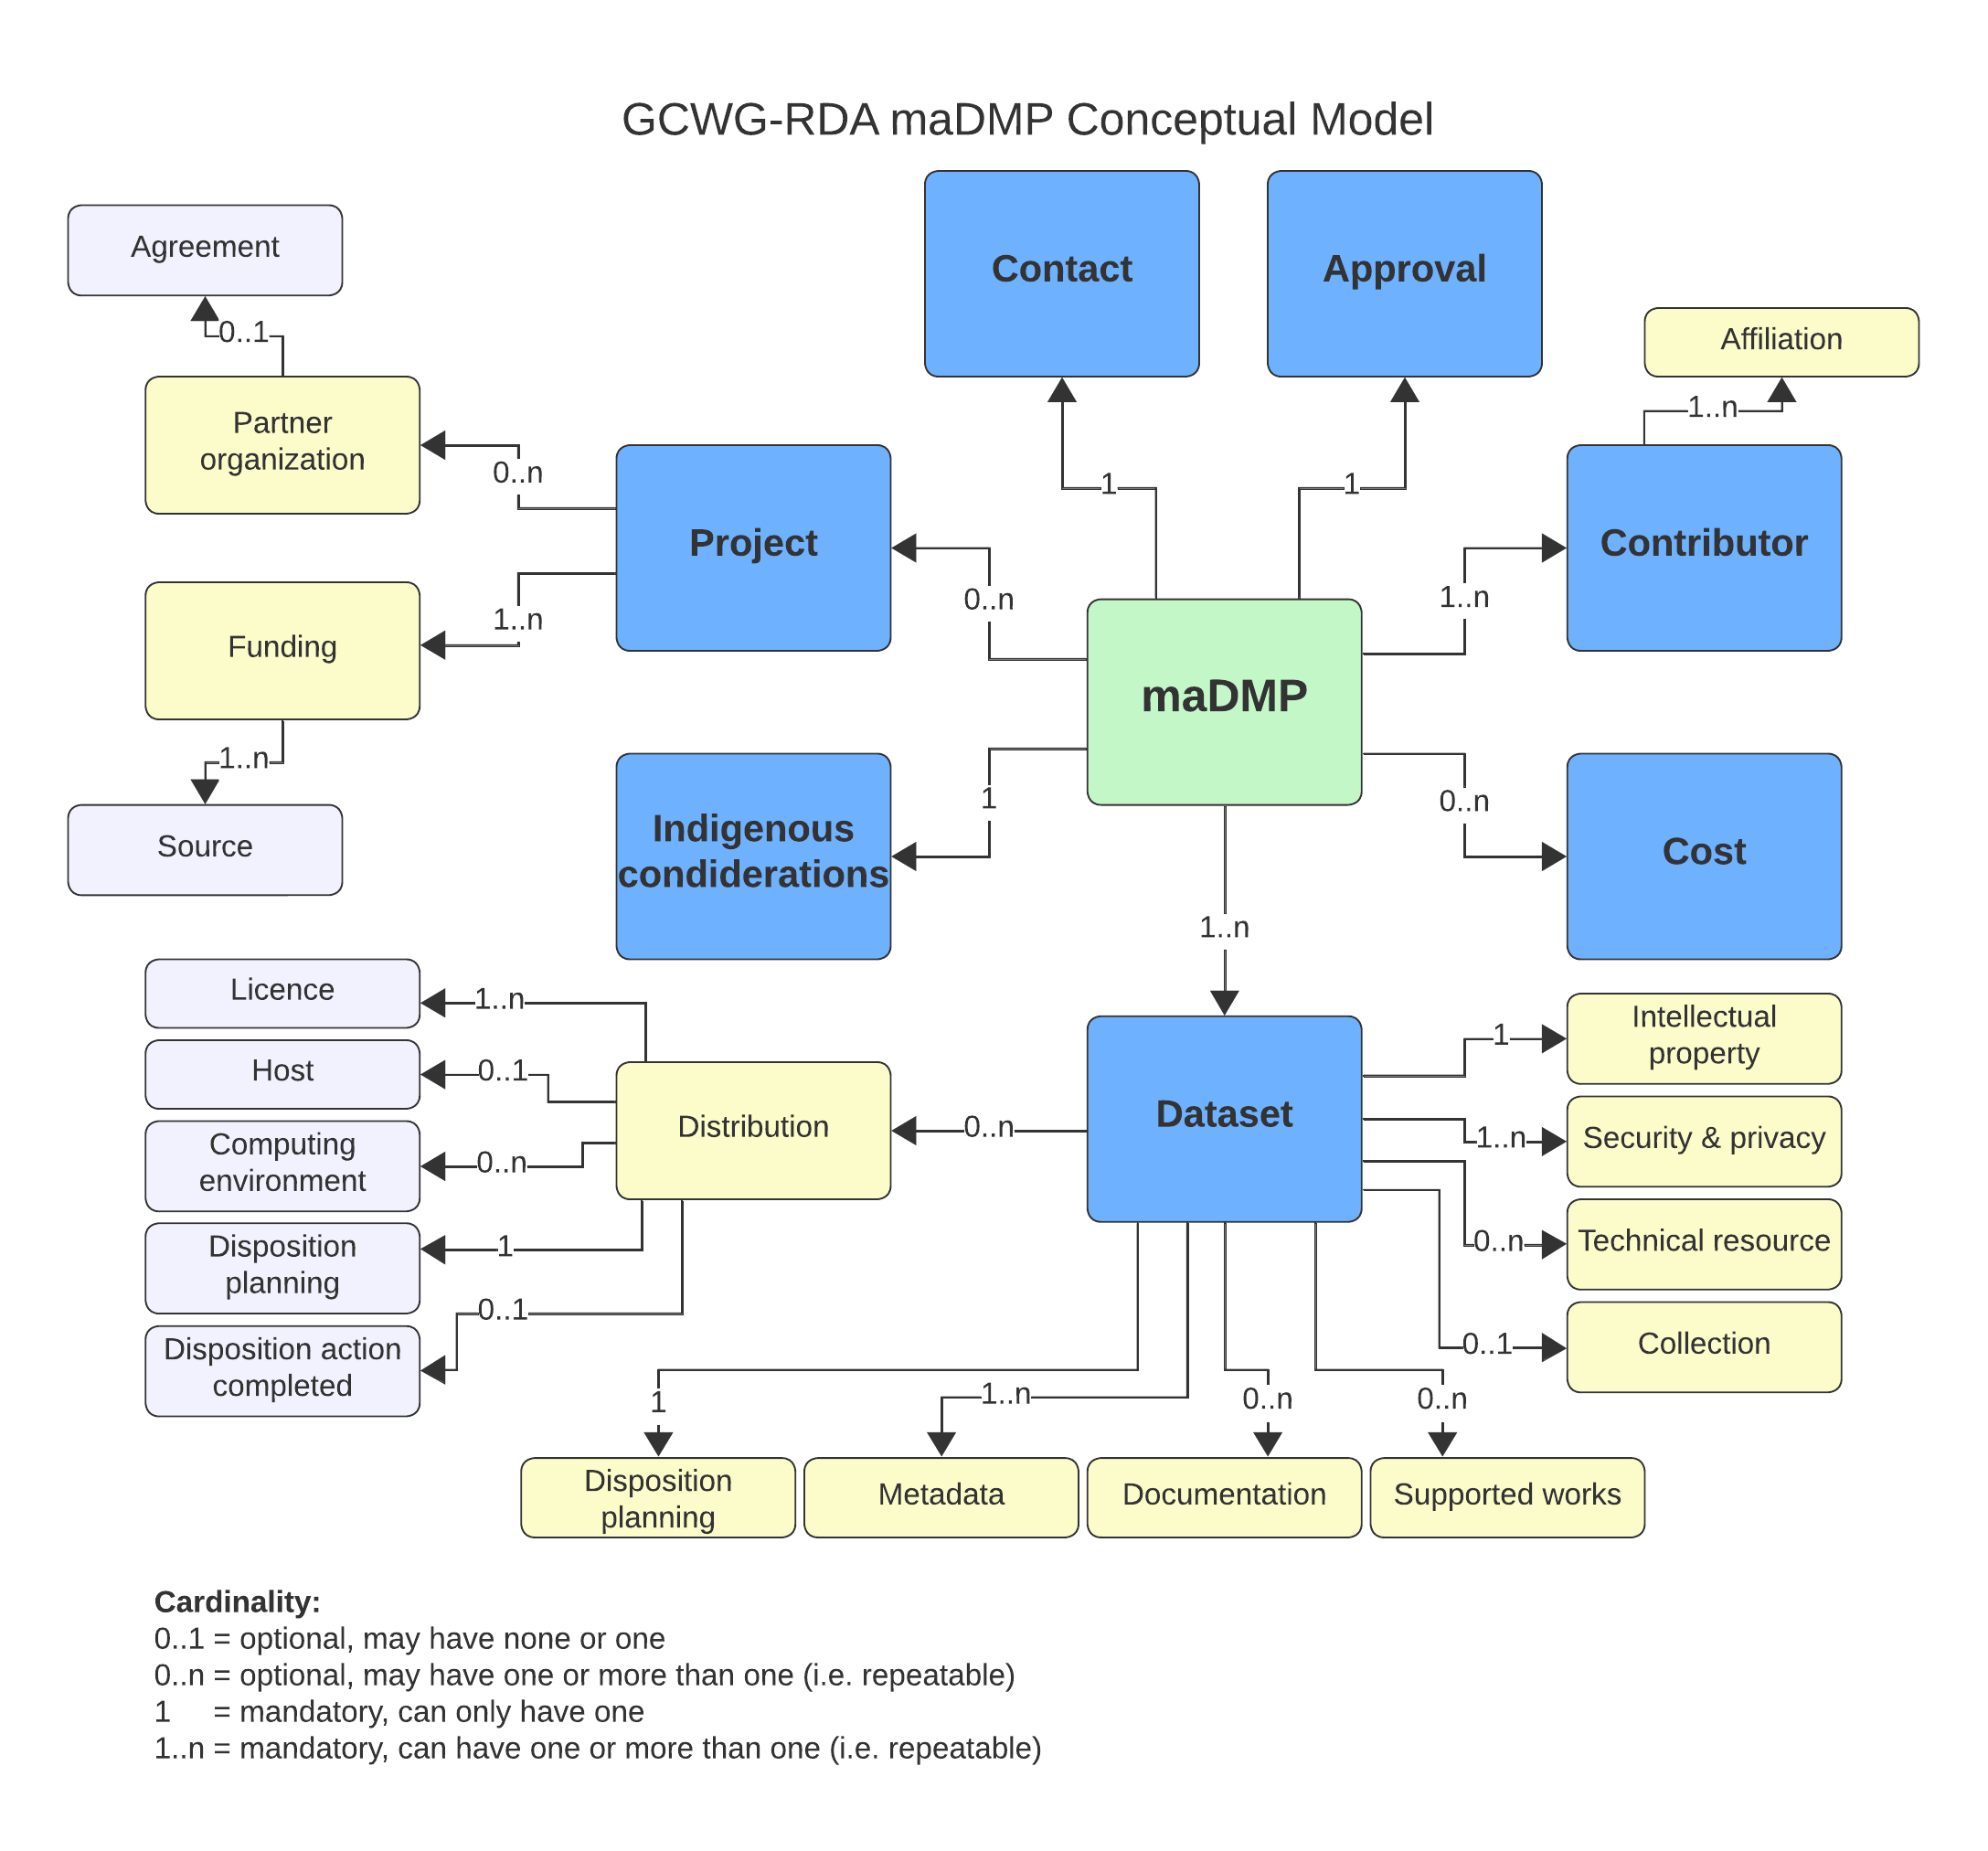 GCWG-RDA maDMP Conceptual Model
Contact
Approval
Agreement
0..1
Affiliation
1..n
Partner
organization
0..n
Project
1
1
Contributor
0..n
1..n
1..n
Funding
maDMP
1..n
Source
Indigenous
condiderations
1
0..n
Cost
1..n
Licence
1..n
Host
0..1
Computing
environment
0..n
Disposition
planning
1
Disposition action
completed
0..1
Distribution
0..n
Dataset
1
Intellectual
property
1..n
Security & privacy
0..n
Technical resource
0..1
Collection
1
1..n
0..n
0..n
Disposition
planning
Metadata
Documentation
Supported works
Cardinality:
0..1 = optional, may have none or one
0..n = optional, may have one or more than one (i.e. repeatable)
1 = mandatory, can only have one
1..n = mandatory, can have one or more than one (i.e. repeatable)